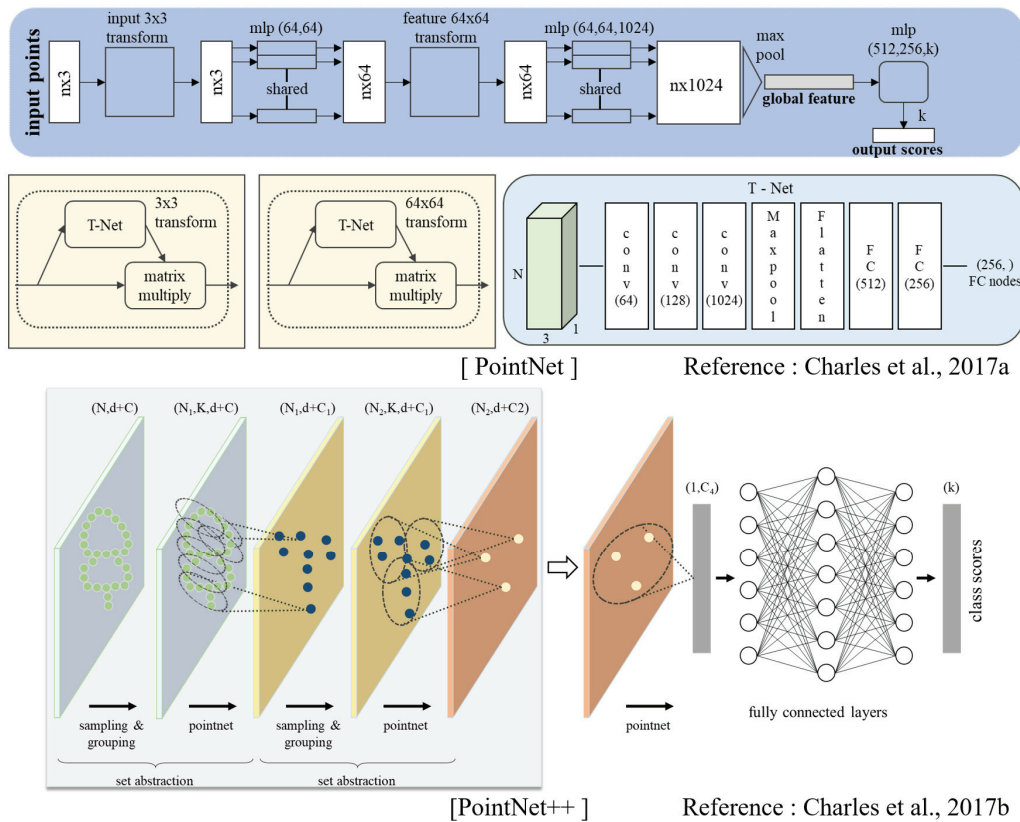 input points
nx3
input 3x3
transform
nx3
mlp (64,64)
shared
nx64
feature 64x64
transform
nx64
mlp (64,64,1024)
shared
nx1024
max
pool
global feature
mlp
(512,256,k)
k
output scores
T-Net
3x3
transform
matrix
multiply
T-Net
64x64
transform
matrix
multiply
T - Net
N
3
1
conv
(64)
conv
(128)
conv
(1024)
Maxpool
Flatten
FC
(512)
FC
(256)
(256, )
FC nodes
[ PointNet ]
Reference : Charles et al., 2017a
(N,d+C)
(N₁,K,d+C)
(N₁,d+C₁)
(N₂,K,d+C₁)
(N₂,d+C2)
(1,C₄)
(k)
class scores
sampling &
grouping
pointnet
sampling &
grouping
pointnet
pointnet
fully connected layers
set abstraction
set abstraction
[PointNet++ ]
Reference : Charles et al., 2017b